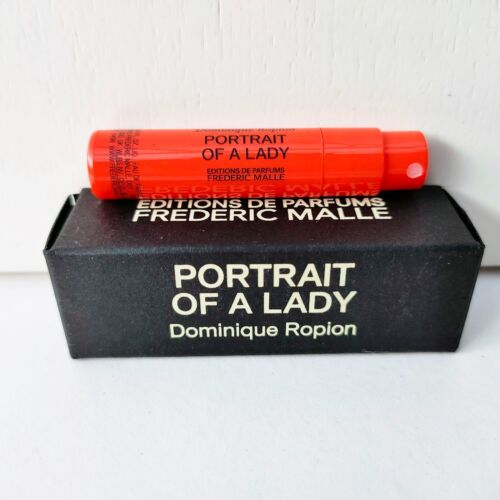 Dominique Ropion
PORTRAIT
OF A LADY
EDITIONS DE PARFUMS
FREDERIC MALLE
EDITIONS DE PARFUMS
FREDERIC MALLE
PORTRAIT
OF A LADY
Dominique Ropion